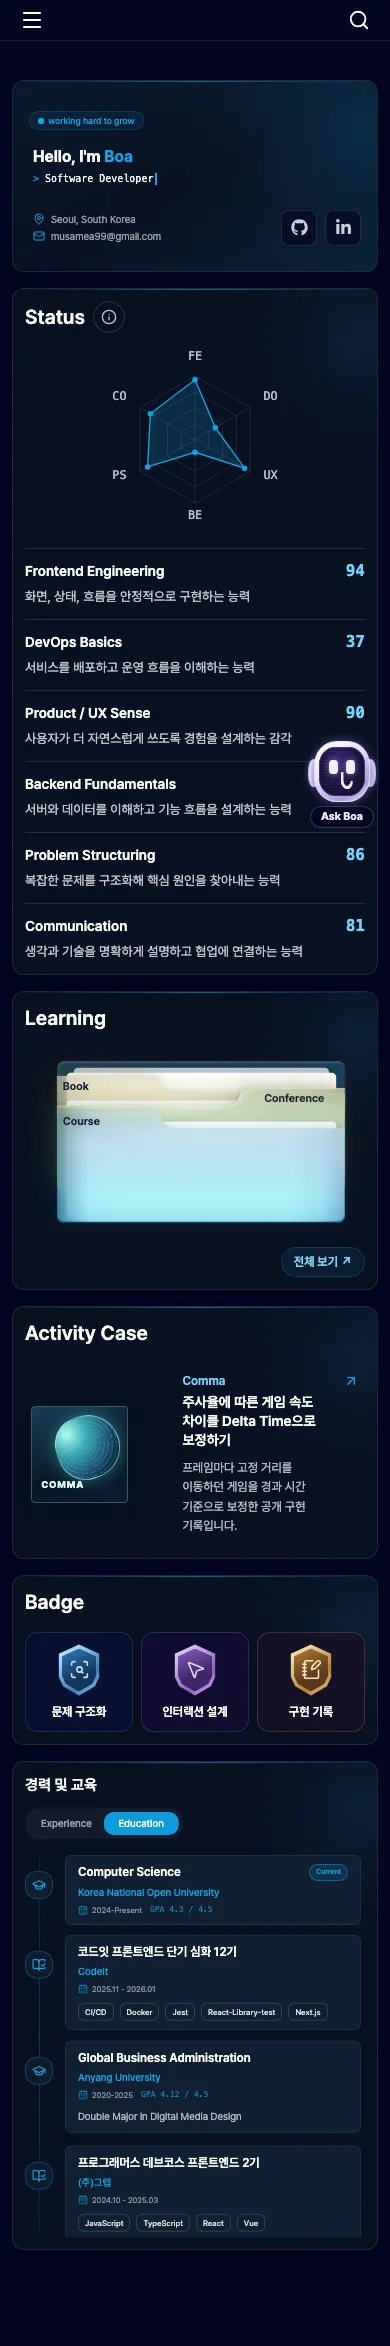 working hard to grow
Hello, I'm Boa
> Software Developer
Seoul, South Korea
musamea99@gmail.com
in
Status
FE
CO
DO
PS
UX
BE
Frontend Engineering 94
화면, 상태, 흐름을 안정적으로 구현하는 능력
DevOps Basics 37
서비스를 배포하고 운영 흐름을 이해하는 능력
Product / UX Sense 90
사용자가 더 자연스럽게 쓰도록 경험을 설계하는 감각
Backend Fundamentals
서버와 데이터를 이해하고 기능 흐름을 설계하는 능력
Ask Boa
Problem Structuring 86
복잡한 문제를 구조화해 핵심 원인을 찾아내는 능력
Communication 81
생각과 기술을 명확하게 설명하고 협업에 연결하는 능력
Learning
Book
Conference
Course
전체 보기 ↗
Activity Case
COMMA
Comma
주사율에 따른 게임 속도
차이를 Delta Time으로
보정하기
프레임마다 고정 거리를
이동하던 게임을 경과 시간
기준으로 보정한 공개 구현
기록입니다.
Badge
문제 구조화
인터랙션 설계
구현 기록
경력 및 교육
Experience
Education
Computer Science
Current
Korea National Open University
2024-Present GPA 4.3 / 4.5
코드잇 프론트엔드 단기 심화 12기
Codeit
2025.11 - 2026.01
CI/CD
Docker
Jest
React-Library-test
Next.js
Global Business Administration
Anyang University
2020-2025 GPA 4.12 / 4.5
Double Major in Digital Media Design
프로그래머스 데브코스 프론트엔드 2기
(주)그렙
2024.10 - 2025.03
JavaScript
TypeScript
React
Vue